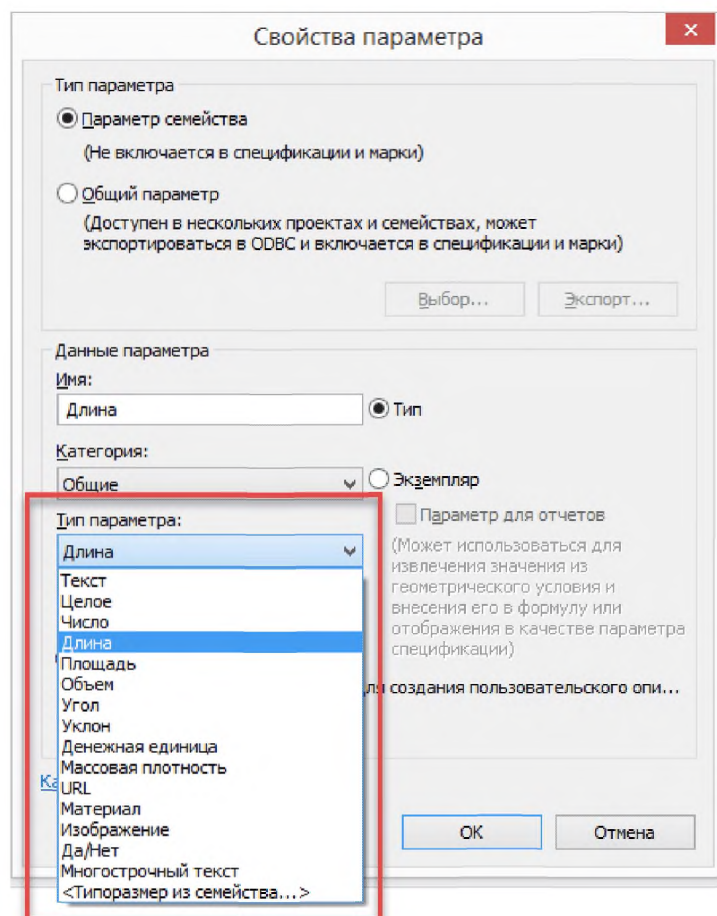 Свойства параметра
Тип параметра
Параметр семейства
(Не включается в спецификации и марки)
Общий параметр
(Доступен в нескольких проектах и семействах, может
экспортироваться в ODBC и включается в спецификации и марки)
Выбор...
Экспорт...
Данные параметра
Имя:
Длина
Тип
Категория:
Общие
Экземпляр
Тип параметра:
Длина
Параметр для отчетов
(Может использоваться для
извлечения значения из
геометрического условия и
внесения его в формулу или
отображения в качестве параметра
спецификации)
Текст
Целое
Число
Длина
Площадь
Объем
Угол
Уклон
Денежная единица
Массовая плотность
URL
Материал
Изображение
Да/Нет
Многострочный текст
<Типоразмер из семейства...>
создания пользовательского опи...
OK
Отмена